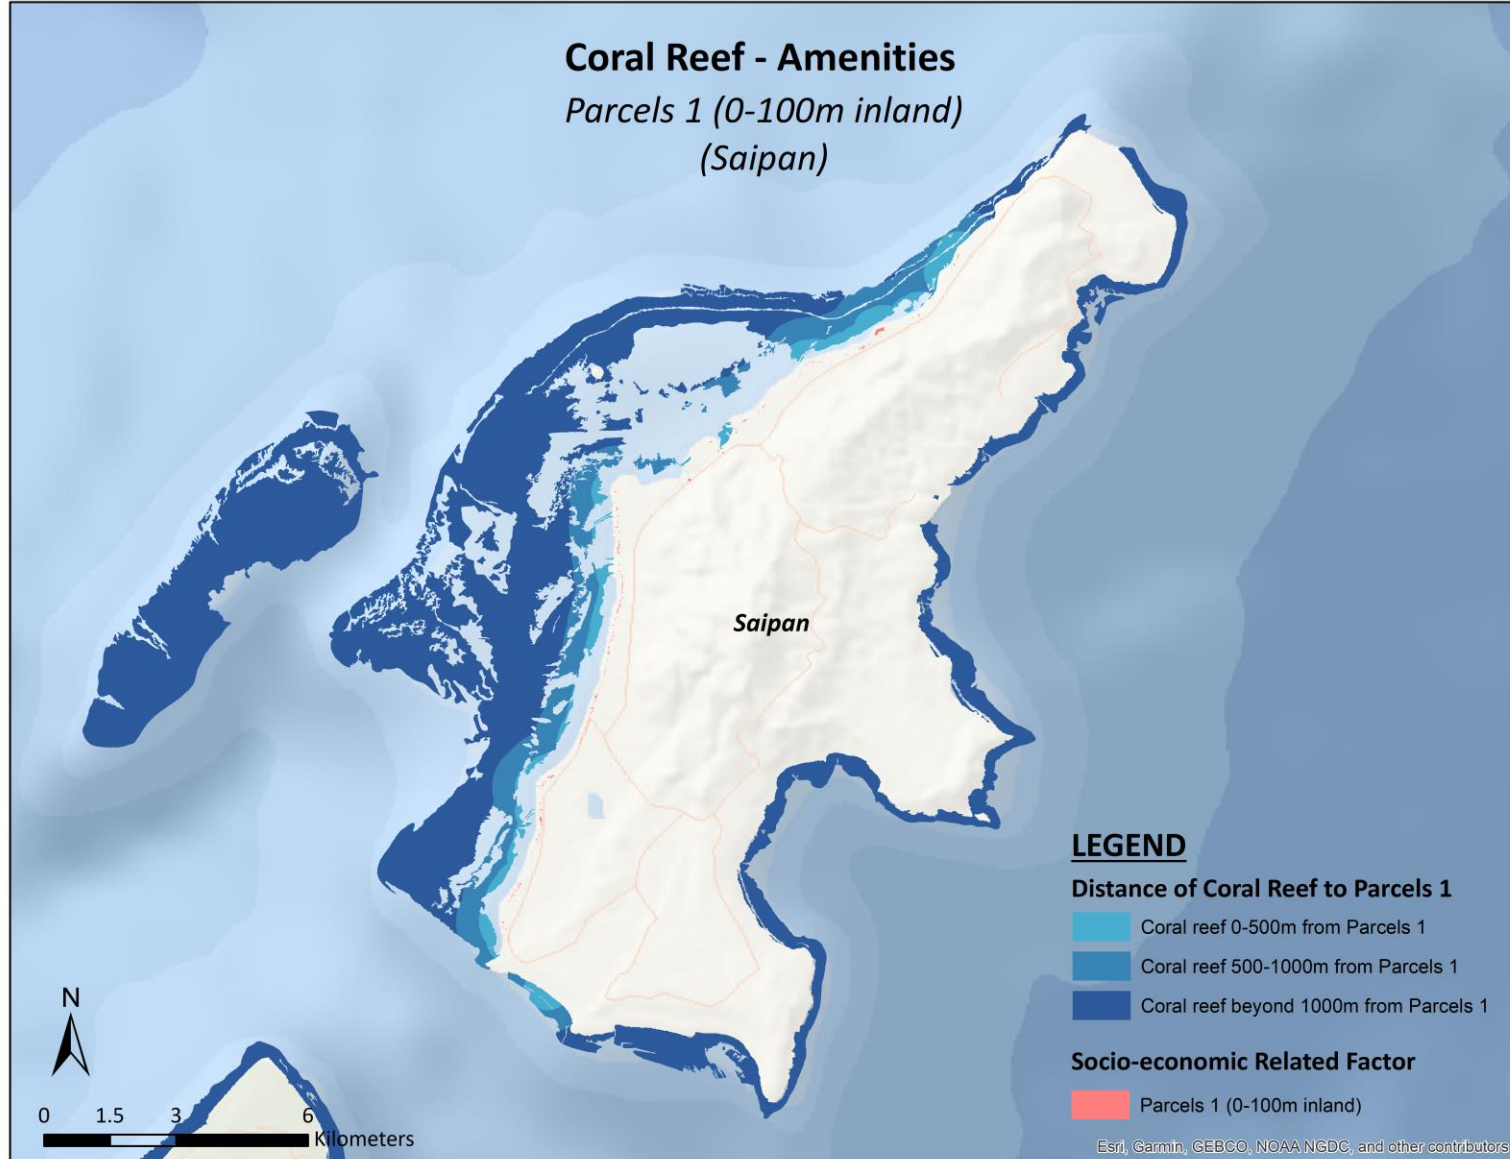 Coral Reef - Amenities
Parcels 1 (0-100m inland)
(Saipan)
Saipan
LEGEND
Distance of Coral Reef to Parcels 1
Coral reef 0-500m from Parcels 1
Coral reef 500-1000m from Parcels 1
Coral reef beyond 1000m from Parcels 1
Socio-economic Related Factor
Parcels 1 (0-100m inland)
N
0 1.5 3 6
Kilometers
Esri, Garmin, GEBCO, NOAA NGDC, and other contributors